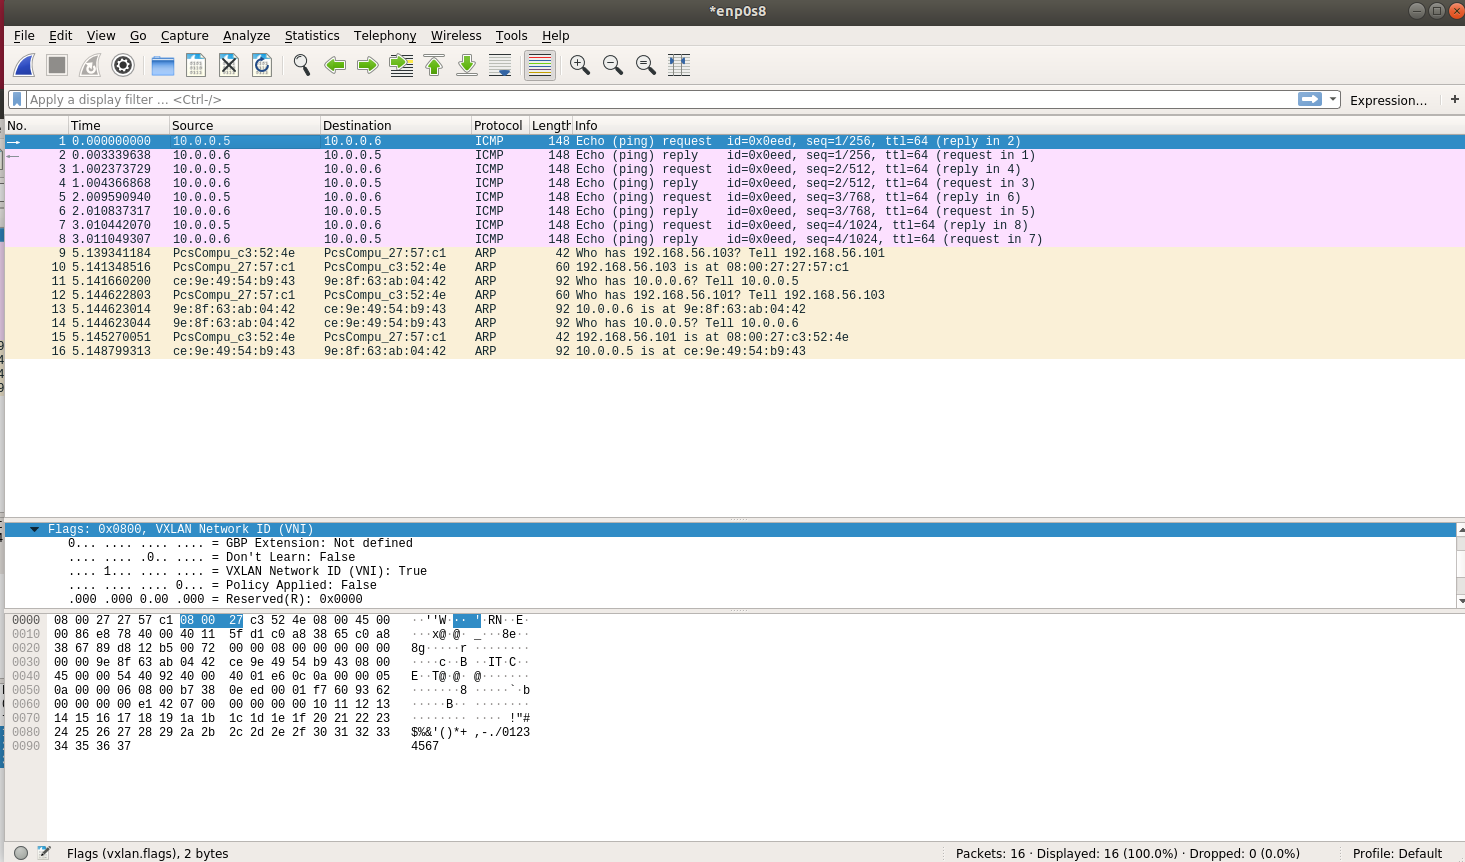 *enp0s8
File Edit View Go Capture Analyze Statistics Telephony Wireless Tools Help
Apply a display filter ... <Ctrl-/> Expression... +
No. Time Source Destination Protocol Length Info
1 0.000000000 10.0.0.5 10.0.0.6 ICMP 148 Echo (ping) request id=0x0eed, seq=1/256, ttl=64 (reply in 2)
2 0.003339638 10.0.0.6 10.0.0.5 ICMP 148 Echo (ping) reply id=0x0eed, seq=1/256, ttl=64 (request in 1)
3 1.002373729 10.0.0.5 10.0.0.6 ICMP 148 Echo (ping) request id=0x0eed, seq=2/512, ttl=64 (reply in 4)
4 1.004366868 10.0.0.6 10.0.0.5 ICMP 148 Echo (ping) reply id=0x0eed, seq=2/512, ttl=64 (request in 3)
5 2.009590940 10.0.0.5 10.0.0.6 ICMP 148 Echo (ping) request id=0x0eed, seq=3/768, ttl=64 (reply in 6)
6 2.010837317 10.0.0.6 10.0.0.5 ICMP 148 Echo (ping) reply id=0x0eed, seq=3/768, ttl=64 (request in 5)
7 3.010442070 10.0.0.5 10.0.0.6 ICMP 148 Echo (ping) request id=0x0eed, seq=4/1024, ttl=64 (reply in 8)
8 3.011049307 10.0.0.6 10.0.0.5 ICMP 148 Echo (ping) reply id=0x0eed, seq=4/1024, ttl=64 (request in 7)
9 5.139341184 PcsCompu_c3:52:4e PcsCompu_27:57:c1 ARP 42 Who has 192.168.56.103? Tell 192.168.56.101
10 5.141348516 PcsCompu_27:57:c1 PcsCompu_c3:52:4e ARP 60 192.168.56.103 is at 08:00:27:27:57:c1
11 5.141660200 ce:9e:49:54:b9:43 9e:8f:63:ab:04:42 ARP 92 Who has 10.0.0.6? Tell 10.0.0.5
12 5.144622803 PcsCompu_27:57:c1 PcsCompu_c3:52:4e ARP 60 Who has 192.168.56.101? Tell 192.168.56.103
13 5.144623014 9e:8f:63:ab:04:42 ce:9e:49:54:b9:43 ARP 92 10.0.0.6 is at 9e:8f:63:ab:04:42
14 5.144623044 9e:8f:63:ab:04:42 ce:9e:49:54:b9:43 ARP 92 Who has 10.0.0.5? Tell 10.0.0.6
15 5.145270051 PcsCompu_c3:52:4e PcsCompu_27:57:c1 ARP 42 192.168.56.101 is at 08:00:27:c3:52:4e
16 5.148799313 ce:9e:49:54:b9:43 9e:8f:63:ab:04:42 ARP 92 10.0.0.5 is at ce:9e:49:54:b9:43
Flags: 0x0800, VXLAN Network ID (VNI)
0... .... .... .... = GBP Extension: Not defined
.... .... .0.. .... = Don't Learn: False
.... 1... .... .... = VXLAN Network ID (VNI): True
.... .... .... 0... = Policy Applied: False
.000 .000 0.00 .000 = Reserved(R): 0x0000
0000 08 00 27 27 57 c1 08 00 27 c3 52 4e 08 00 45 00 ··''W··· '·RN··E·
0010 00 86 e8 78 40 00 40 11 5f d1 c0 a8 38 65 c0 a8 ···x@·@· _···8e··
0020 38 67 89 d8 12 b5 00 72 00 00 08 00 00 00 00 00 8g·····r ········
0030 00 00 9e 8f 63 ab 04 42 ce 9e 49 54 b9 43 08 00 ····c··B ··IT·C··
0040 45 00 00 54 40 92 40 00 40 01 e6 0c 0a 00 00 05 E··T@·@· @·······
0050 0a 00 00 06 08 00 b7 38 0e ed 00 01 f7 60 93 62 ·······8 ·····`·b
0060 00 00 00 00 e1 42 07 00 00 00 00 00 10 11 12 13 ·····B·· ········
0070 14 15 16 17 18 19 1a 1b 1c 1d 1e 1f 20 21 22 23 ········ ···· !"#
0080 24 25 26 27 28 29 2a 2b 2c 2d 2e 2f 30 31 32 33 $%&'()*+ ,-./0123
0090 34 35 36 37 4567
Flags (vxlan.flags), 2 bytes Packets: 16 · Displayed: 16 (100.0%) · Dropped: 0 (0.0%) Profile: Default